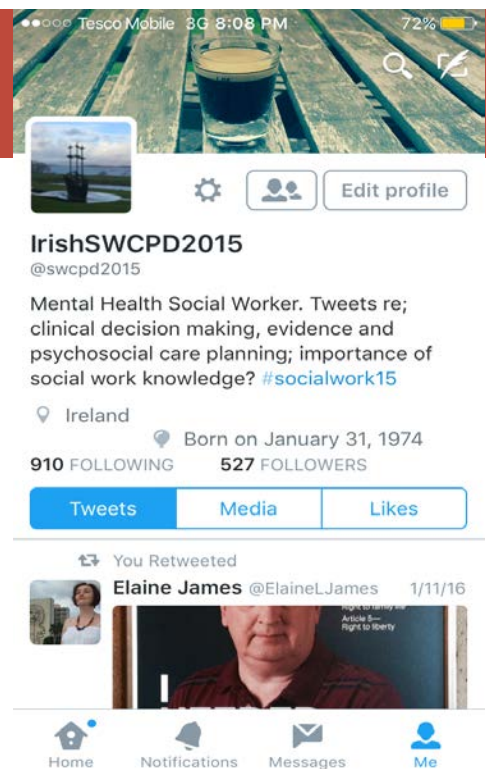 Tesco Mobile 3G 8:08 PM 72%
Edit profile
IrishSWCPD2015
@swcpd2015
Mental Health Social Worker. Tweets re;
clinical decision making, evidence and
psychosocial care planning; importance of
social work knowledge? #socialwork15
Ireland
Born on January 31, 1974
910 FOLLOWING 527 FOLLOWERS
Tweets Media Likes
You Retweeted
Elaine James @ElaineLJames 1/11/16
Right to family life
Article 5—
Right to liberty
I
Home Notifications Messages Me